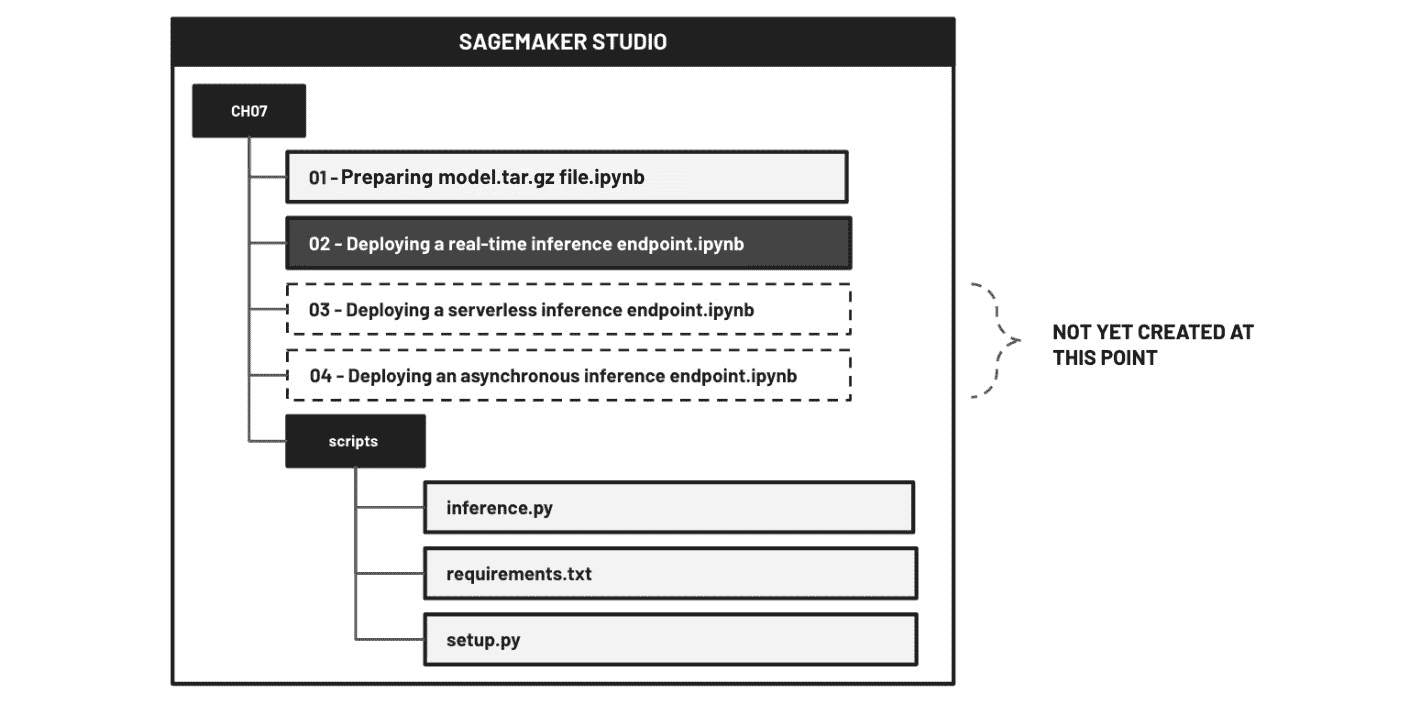 SAGEMAKER STUDIO
CH07
01 - Preparing model.tar.gz file.ipynb
02 - Deploying a real-time inference endpoint.ipynb
03 - Deploying a serverless inference endpoint.ipynb
04 - Deploying an asynchronous inference endpoint.ipynb
NOT YET CREATED AT
THIS POINT
scripts
inference.py
requirements.txt
setup.py